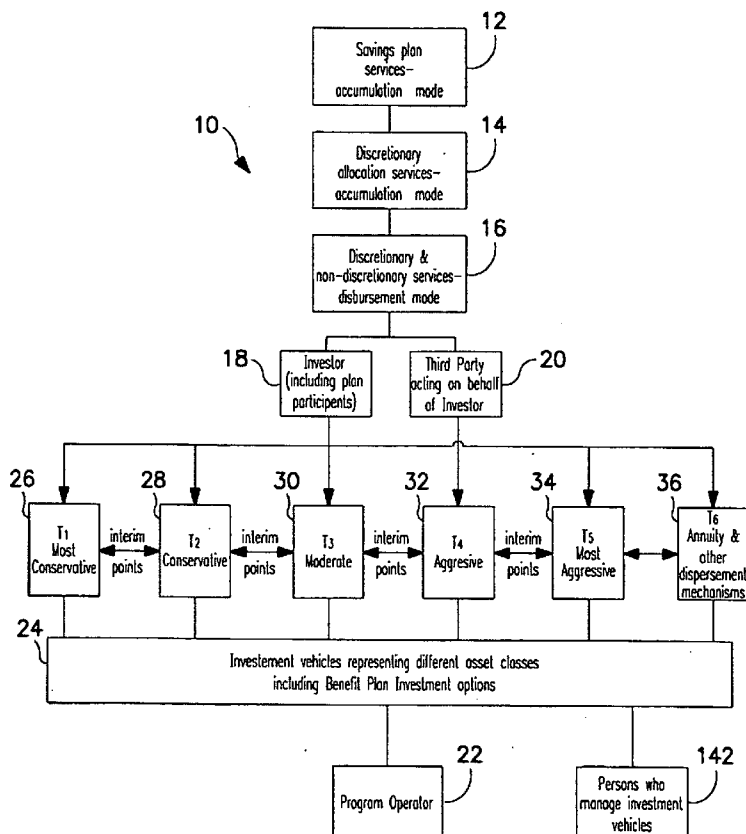 12
Savings plan
services-
accumulation mode
10
14
Discretionary
allocation services-
accumulation mode
16
Discretionary &
non-discretionary services-
disbursement mode
18
Investor
(including plan
participents)
20
Third Party
acting on behalf
of Investor
26
T1
Most
Conservative
interim
points
28
T2
Conservative
interim
points
30
T3
Moderate
interim
points
32
T4
Aggresive
interim
points
34
T5
Most
Aggressive
36
T6
Annuity &
other
dispersement
mechanisms
24
Investement vehicles representing different asset classes
including Benefit Plan Investment options
22
Program Operator
142
Persons who
manage investment
vehicles